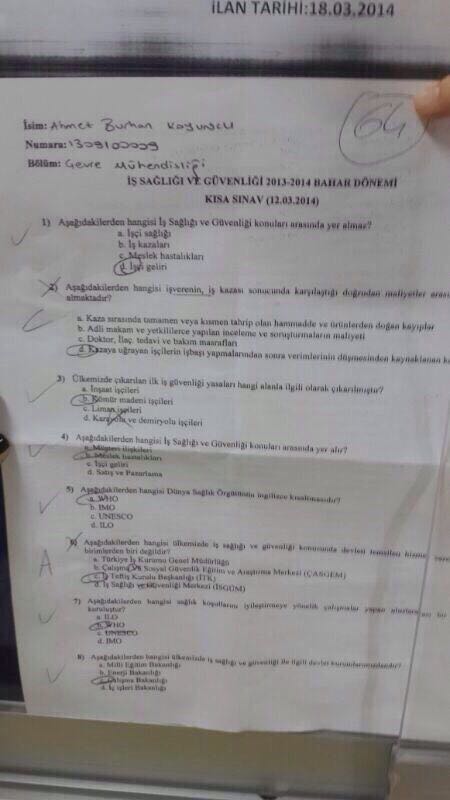 İLAN TARİHİ:18.03.2014
64
İsim: Ahmet Burhan Koyuncu
Numara: 1309100009
Bölüm: Çevre Mühendisliği
İŞ SAĞLIĞI VE GÜVENLİĞİ 2013-2014 BAHAR DÖNEMİ
KISA SINAV (12.03.2014)
1) Aşağıdakilerden hangisi İş Sağlığı ve Güvenliği konuları arasında yer almaz?
a. İşçi sağlığı
b. İş kazaları
c. Meslek hastalıkları
d. İşçi geliri
2) Aşağıdakilerden hangisi işverenin, iş kazası sonucunda karşılaştığı doğrudan maliyetler
almaktadır?
C
a. Kaza sırasında tamamen veya kısmen tahrip olan hammadde ve ürünlerden doğan kayıplar
b. Adli makam ve yetkililerce yapılan inceleme ve soruşturmaların maliyeti
c. Doktor, İlaç, tedavi ve bakım masrafları
d. Kazaya uğrayan işçilerin işbaşı yapmalarından sonra verimlerinin düşmesinden kaynaklanan
3) Ülkemizde çıkarılan ilk iş güvenliği yasaları hangi alanla ilgili olarak çıkarılmıştır?
a. İnşaat işçileri
b. Kömür madeni işçileri
c. Liman işçileri
d. Karayolu ve demiryolu işçileri
4) Aşağıdakilerden hangisi İş Sağlığı ve Güvenliği konuları arasında yer alır?
a. Müşteri ilişkileri
b. Meslek hastalıkları
c. İşçi geliri
d. Satış ve Pazarlama
5) Aşağıdakilerden hangisi Dünya Sağlık Örgütünün ingilizce kısaltmasıdır?
a. WHO
b. IMO
c. UNESCO
d. ILO
6) Aşağıdakilerden hangisi ülkemizde iş sağlığı ve güvenliği konusunda devleti temsilen hizmet
birimlerden biri değildir?
A
a. Türkiye İş Kurumu Genel Müdürlüğü
b. Çalışma ve Sosyal Güvenlik Eğitim ve Araştırma Merkezi (ÇASGEM)
c. İş Teftiş Kurulu Başkanlığı (İTK)
d. İş Sağlığı ve Güvenliği Merkezi (İSGÜM)
7) Aşağıdakilerden hangisi sağlık koşullarını iyileştirmeye yönelik çalışmalar yapan uluslararası bir
kuruluştur?
a. ILO
b. WHO
c. UNESCO
d. IMO
8) Aşağıdakilerden hangisi ülkemizde iş sağlığı ve güvenliği ile ilgili devlet kurumlarındandır?
a. Milli Eğitim Bakanlığı
b. Enerji Bakanlığı
c. Çalışma Bakanlığı
d. İç işleri Bakanlığı